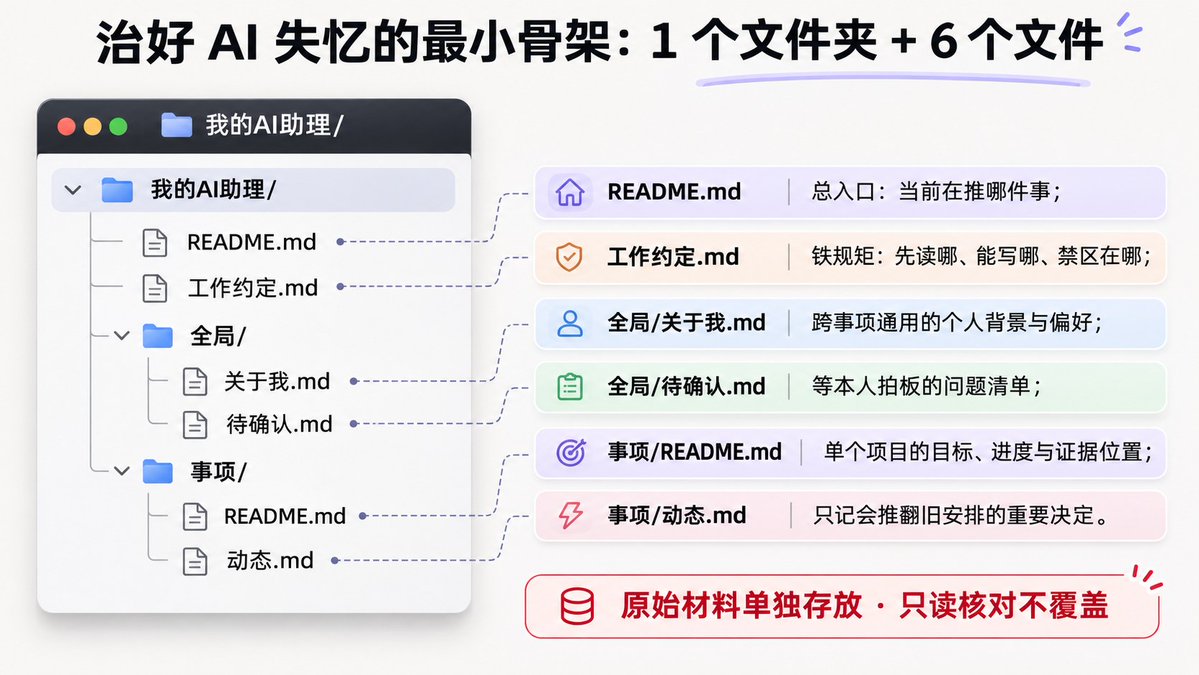 治好 AI 失忆的最小骨架：1 个文件夹 + 6 个文件
我的AI助理/
我的AI助理/
README.md
工作约定.md
全局/
关于我.md
待确认.md
事项/
README.md
动态.md
README.md 总入口：当前在推哪件事；
工作约定.md 铁规矩：先读哪、能写哪、禁区在哪；
全局/关于我.md 跨事项通用的个人背景与偏好；
全局/待确认.md 等本人拍板的问题清单；
事项/README.md 单个项目的目标、进度与证据位置；
事项/动态.md 只记会推翻旧安排的重要决定。
原始材料单独存放 · 只读核对不覆盖